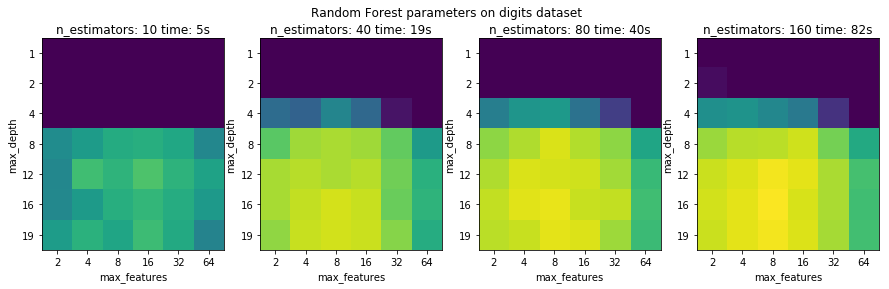 Random Forest parameters on digits dataset
n_estimators: 10 time: 5s
n_estimators: 40 time: 19s
n_estimators: 80 time: 40s
n_estimators: 160 time: 82s
max_depth
1
2
4
8
12
16
19
2 4 8 16 32 64
max_features
max_depth
1
2
4
8
12
16
19
2 4 8 16 32 64
max_features
max_depth
1
2
4
8
12
16
19
2 4 8 16 32 64
max_features
max_depth
1
2
4
8
12
16
19
2 4 8 16 32 64
max_features